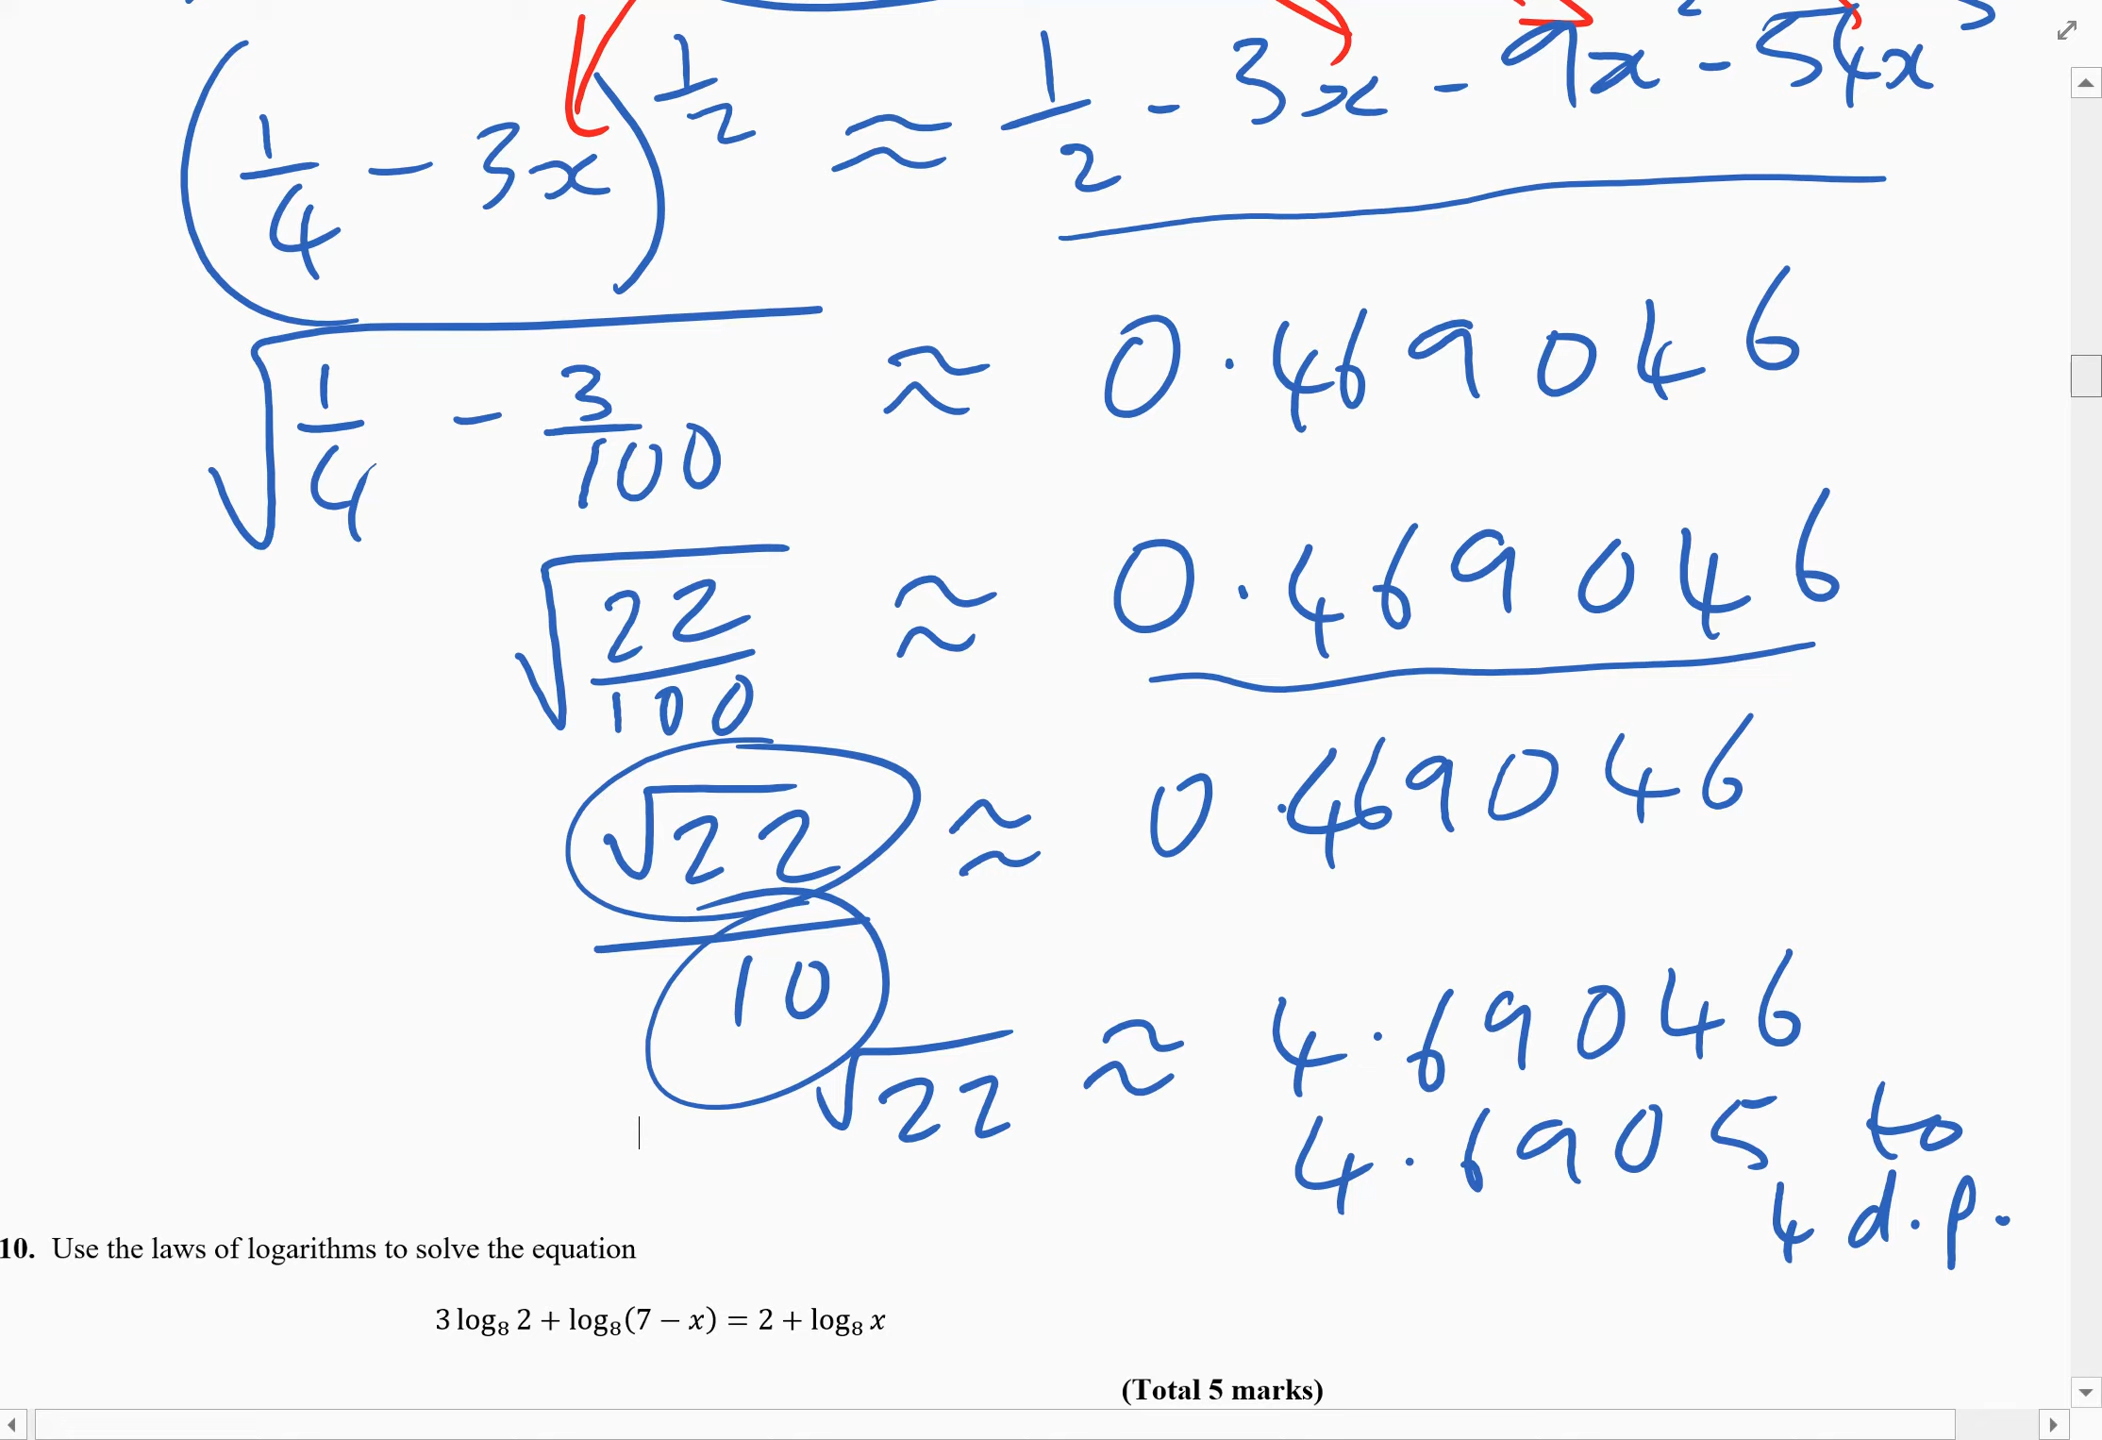 (1/4 − 3x)^1/2 ≈ 1/2 − 3x − 9x² − 54x³
√(1/4 − 3/100) ≈ 0.469046
√(22/100) ≈ 0.469046
√22/10 ≈ 0.469046
√22 ≈ 4.69046
4.6905 to
4 d.p.
10. Use the laws of logarithms to solve the equation
3 log₈ 2 + log₈(7 − x) = 2 + log₈ x
(Total 5 marks)